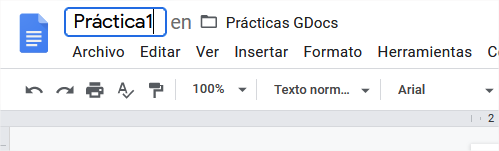 Práctica1 en Prácticas GDocs
Archivo Editar Ver Insertar Formato Herramientas
100% Texto norm... Arial
2